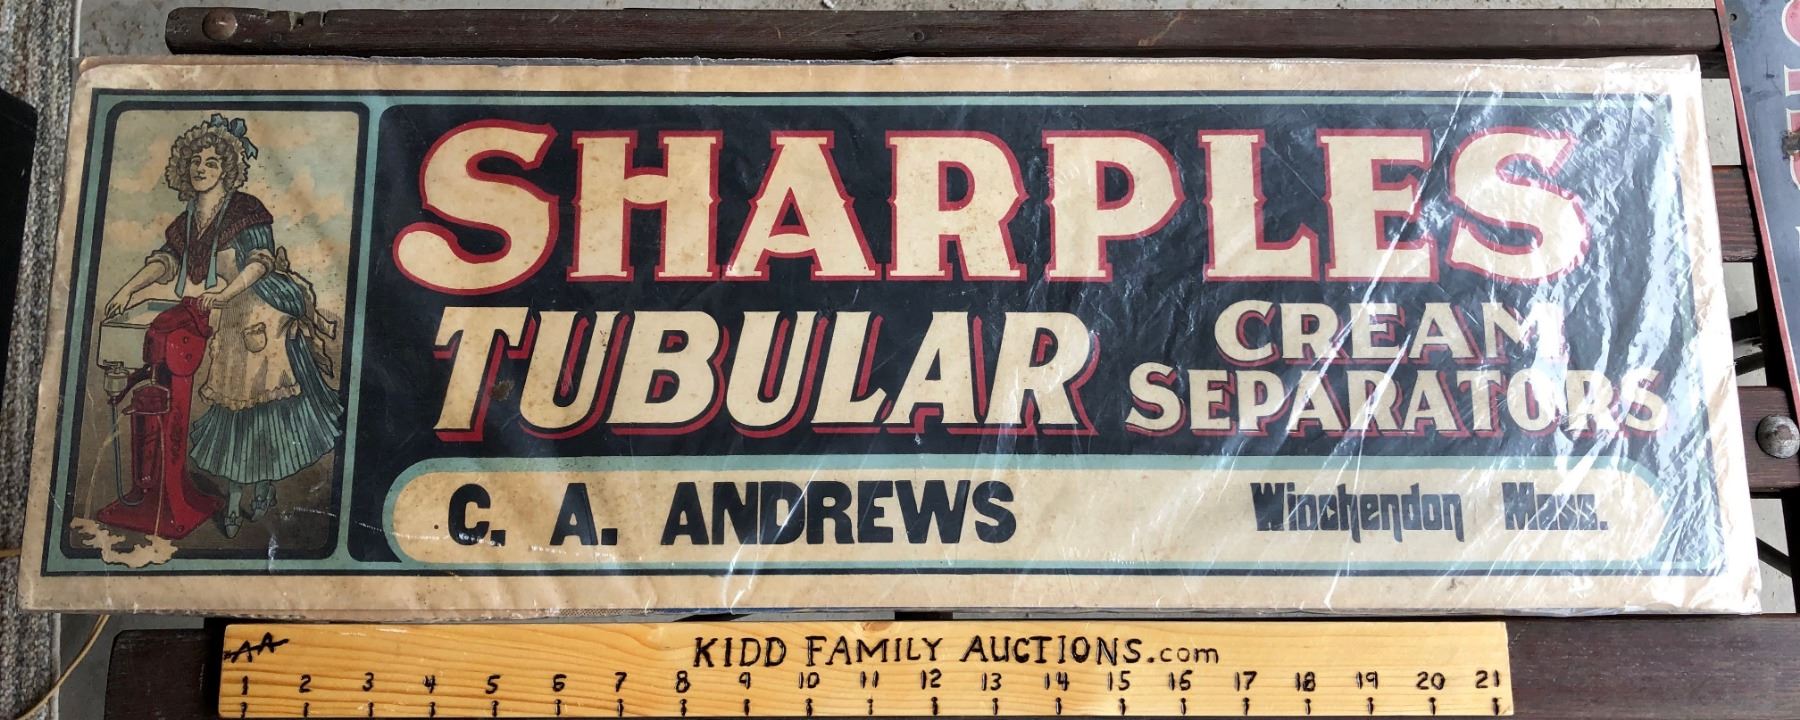 SHARPLES
TUBULAR CREAM SEPARATORS
C. A. ANDREWS Winchendon Mass.
AA KIDD FAMILY AUCTIONS.com
1 2 3 4 5 6 7 8 9 10 11 12 13 14 15 16 17 18 19 20 21